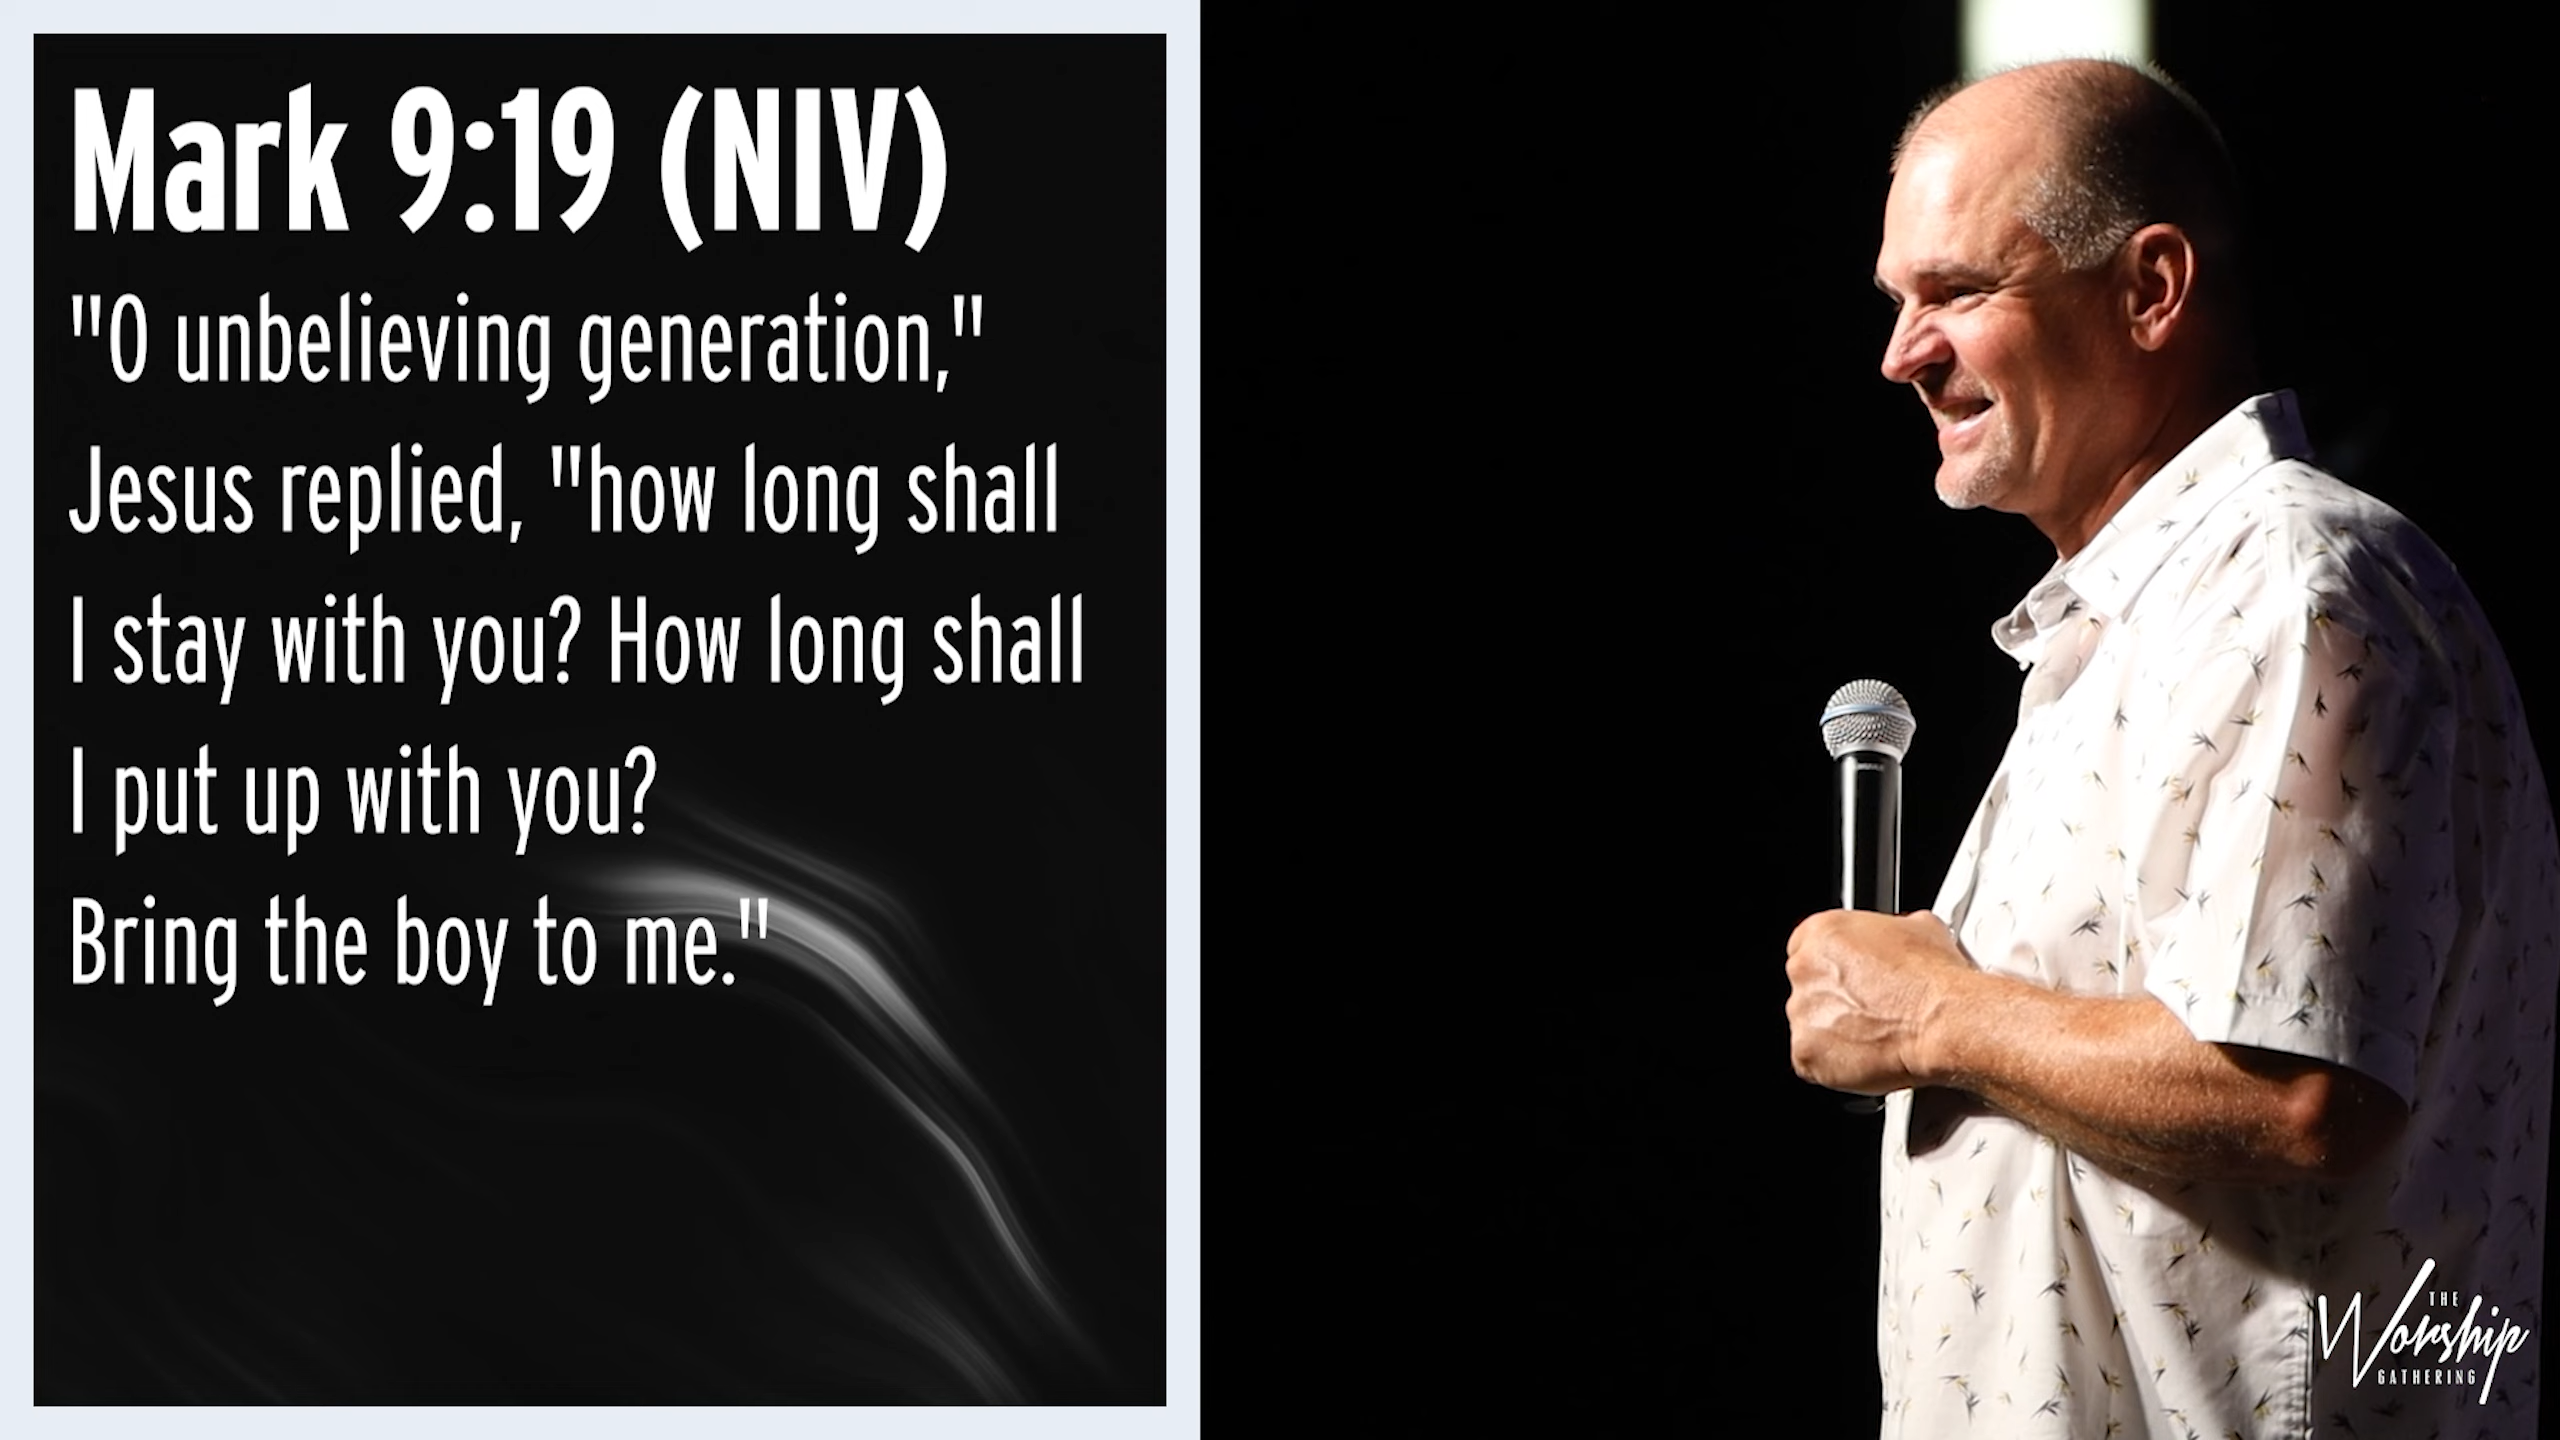 Mark 9:19 (NIV)
"O unbelieving generation,"
Jesus replied, "how long shall
I stay with you? How long shall
I put up with you?
Bring the boy to me."
THE
Worship
GATHERING